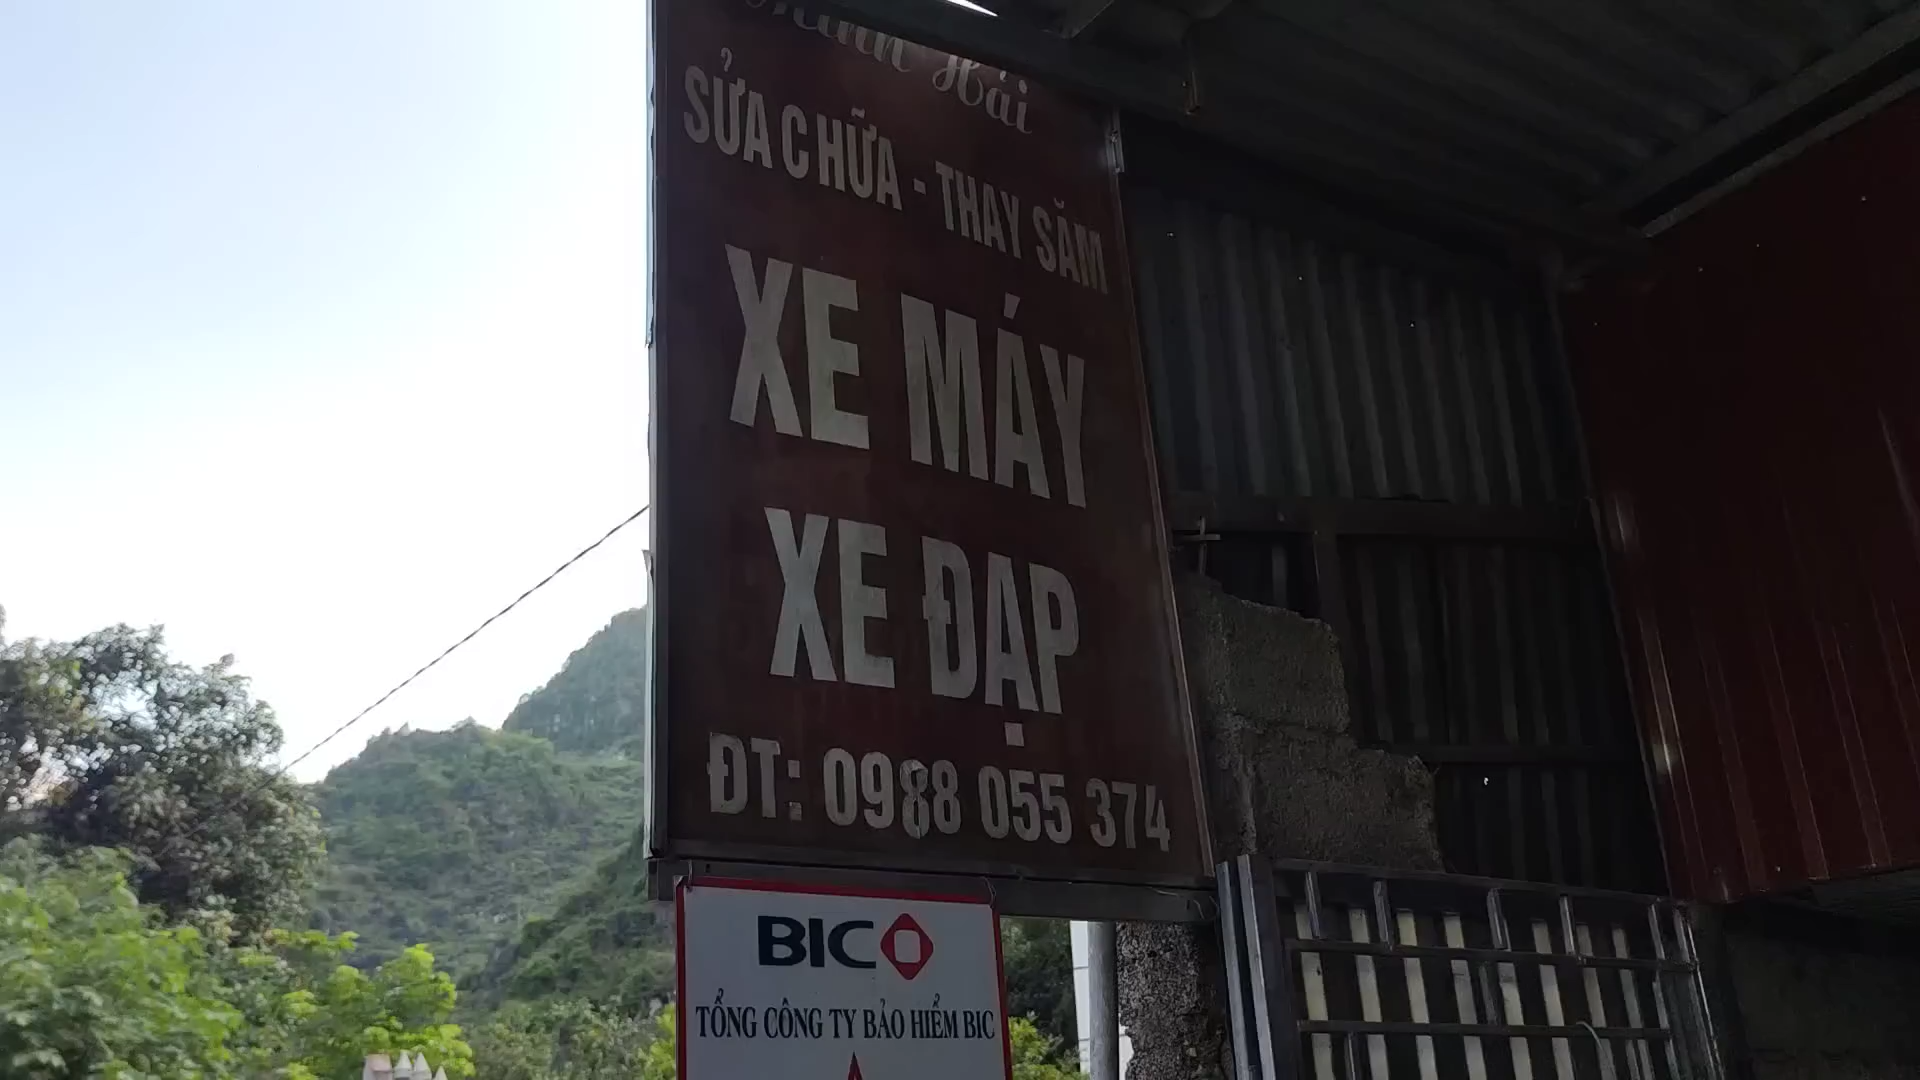 Hải
SỬA CHỮA - THAY SĂM
XE MÁY
XE ĐẠP
ĐT: 0988 055 374
BIC
TỔNG CÔNG TY BẢO HIỂM BIC